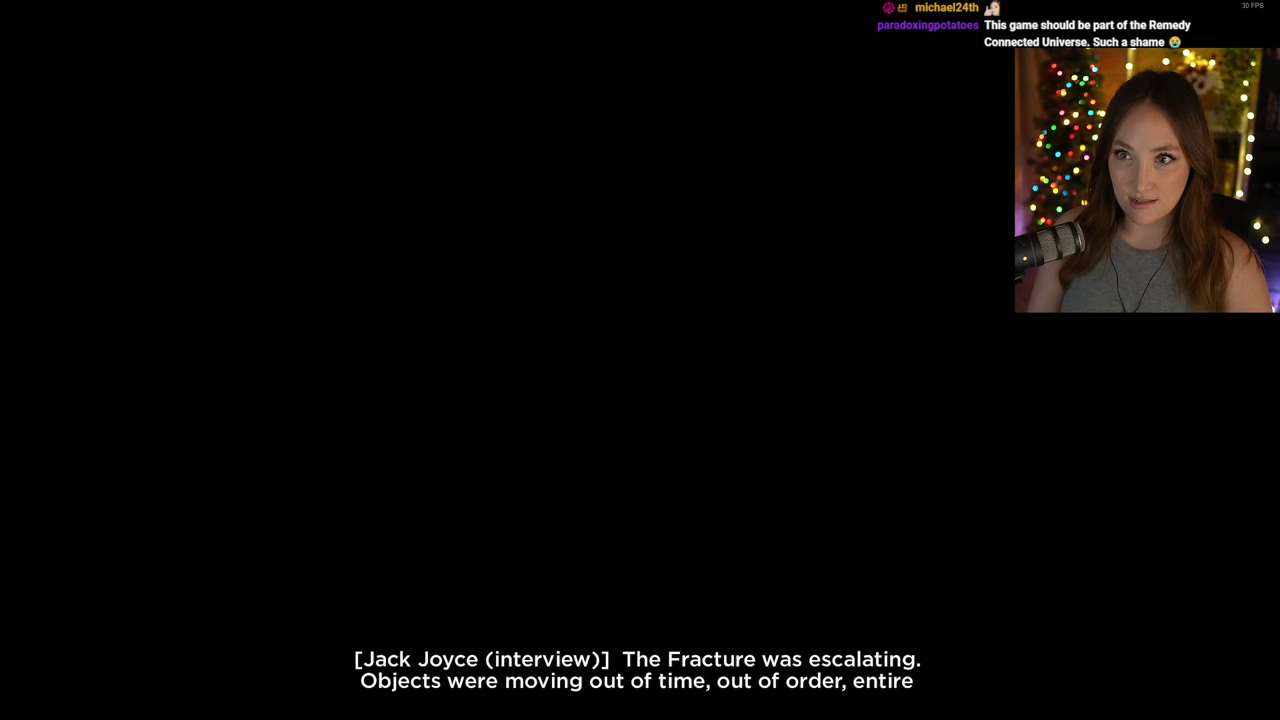 30 FPS
michael24th
paradoxingpotatoes This game should be part of the Remedy
Connected Universe. Such a shame 😭
[Jack Joyce (interview)] The Fracture was escalating.
Objects were moving out of time, out of order, entire